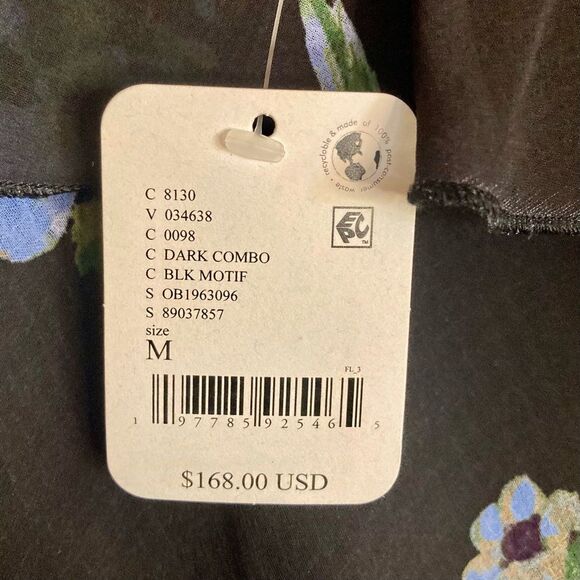 recyclable & made of 100% post-consumer waste •
EPC™
C 8130
V 034638
C 0098
C DARK COMBO
C BLK MOTIF
S OB1963096
S 89037857
size
M
FL_3
1 97785 92546 5
$168.00 USD